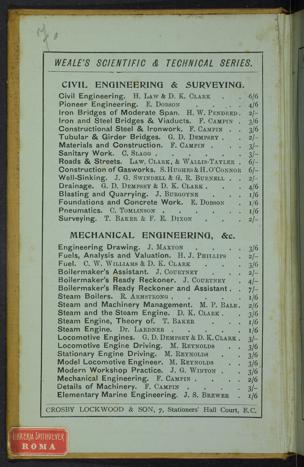 WEALE'S SCIENTIFIC & TECHNICAL SERIES.
CIVIL ENGINEERING & SURVEYING.
Civil Engineering. H. LAW & D. K. CLARK . . 6/6
Pioneer Engineering. E. DOBSON . . . . 4/6
Iron Bridges of Moderate Span. H. W. PENDRED. 2/-
Iron and Steel Bridges & Viaducts. F. CAMPIN . 3/6
Constructional Steel & Ironwork. F. CAMPIN . . 3/6
Tubular & Girder Bridges. G. D. DEMPSEY . . 2/-
Materials and Construction. F. CAMPIN . . . 3/-
Sanitary Work. C. SLAGG . . . . . 3/-
Roads & Streets. LAW, CLARK, & WALLIS-TAYLER . 6/-
Construction of Gasworks. S. HUGHES & H. O'CONNOR 6/-
Well-Sinking. J. G. SWINDELL & G. R. BURNELL . . 2/-
Drainage. G. D. DEMPSEY & D. K. CLARK . . . 4/6
Blasting and Quarrying. J. BURGOYNE . . . 1/6
Foundations and Concrete Work. E. DOBSON . 1/6
Pneumatics. C. TOMLINSON . . . . . 1/6
Surveying. T. BAKER & F. E. DIXON . . . 2/-
MECHANICAL ENGINEERING, &c.
Engineering Drawing. J. MAXTON . . . 3/6
Fuels, Analysis and Valuation. H. J. PHILLIPS . 2/-
Fuel. C. W. WILLIAMS & D. K. CLARK . . . 3/6
Boilermaker's Assistant. J. COURTNEY . . . 2/-
Boilermaker's Ready Reckoner. J. COURTNEY . 4/-
Boilermaker's Ready Reckoner and Assistant . 7/-
Steam Boilers. R. ARMSTRONG . . . . 1/6
Steam and Machinery Management. M. P. BALE. 2/6
Steam and the Steam Engine. D. K. CLARK . . 3/6
Steam Engine, Theory of. T. BAKER . . . 1/6
Steam Engine. DR. LARDNER . . . . 1/6
Locomotive Engines. G. D. DEMPSEY & D. K. CLARK . 3/-
Locomotive Engine Driving. M. REYNOLDS . . 3/6
Stationary Engine Driving. M. REYNOLDS . . 3/6
Model Locomotive Engineer. M. REYNOLDS . . 3/6
Modern Workshop Practice. J. G. WINTON . . 3/6
Mechanical Engineering. F. CAMPIN . . . 2/6
Details of Machinery. F. CAMPIN . . . . 3/-
Elementary Marine Engineering. J. S. BREWER . 1/6
CROSBY LOCKWOOD & SON, 7, Stationers' Hall Court, E.C.
LIBRERIA SPITHÖVER
ROMA